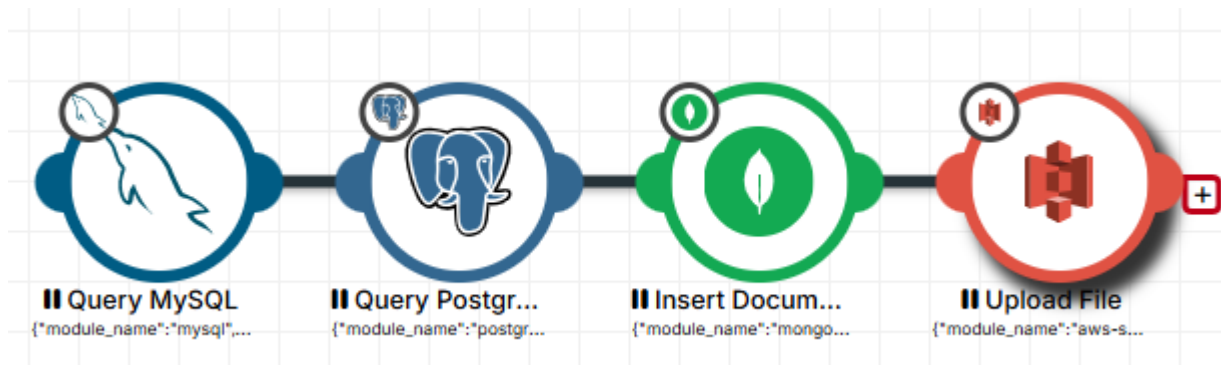 Query MySQL
{"module_name":"mysql",...
Query Postgr...
{"module_name":"postgr...
Insert Docum...
{"module_name":"mongo...
Upload File
{"module_name":"aws-s...
+